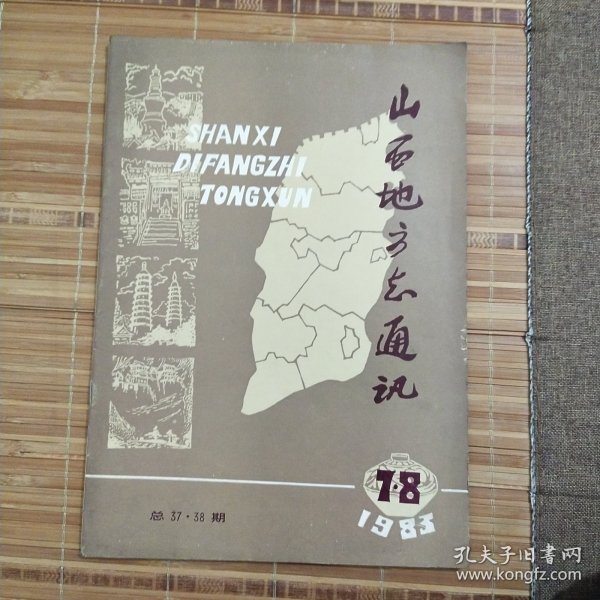 山西地方志通讯
SHANXI
DIFANGZHI
TONGXUN
7·8
1983
总 37·38 期
孔夫子旧书网
www.kongfz.com